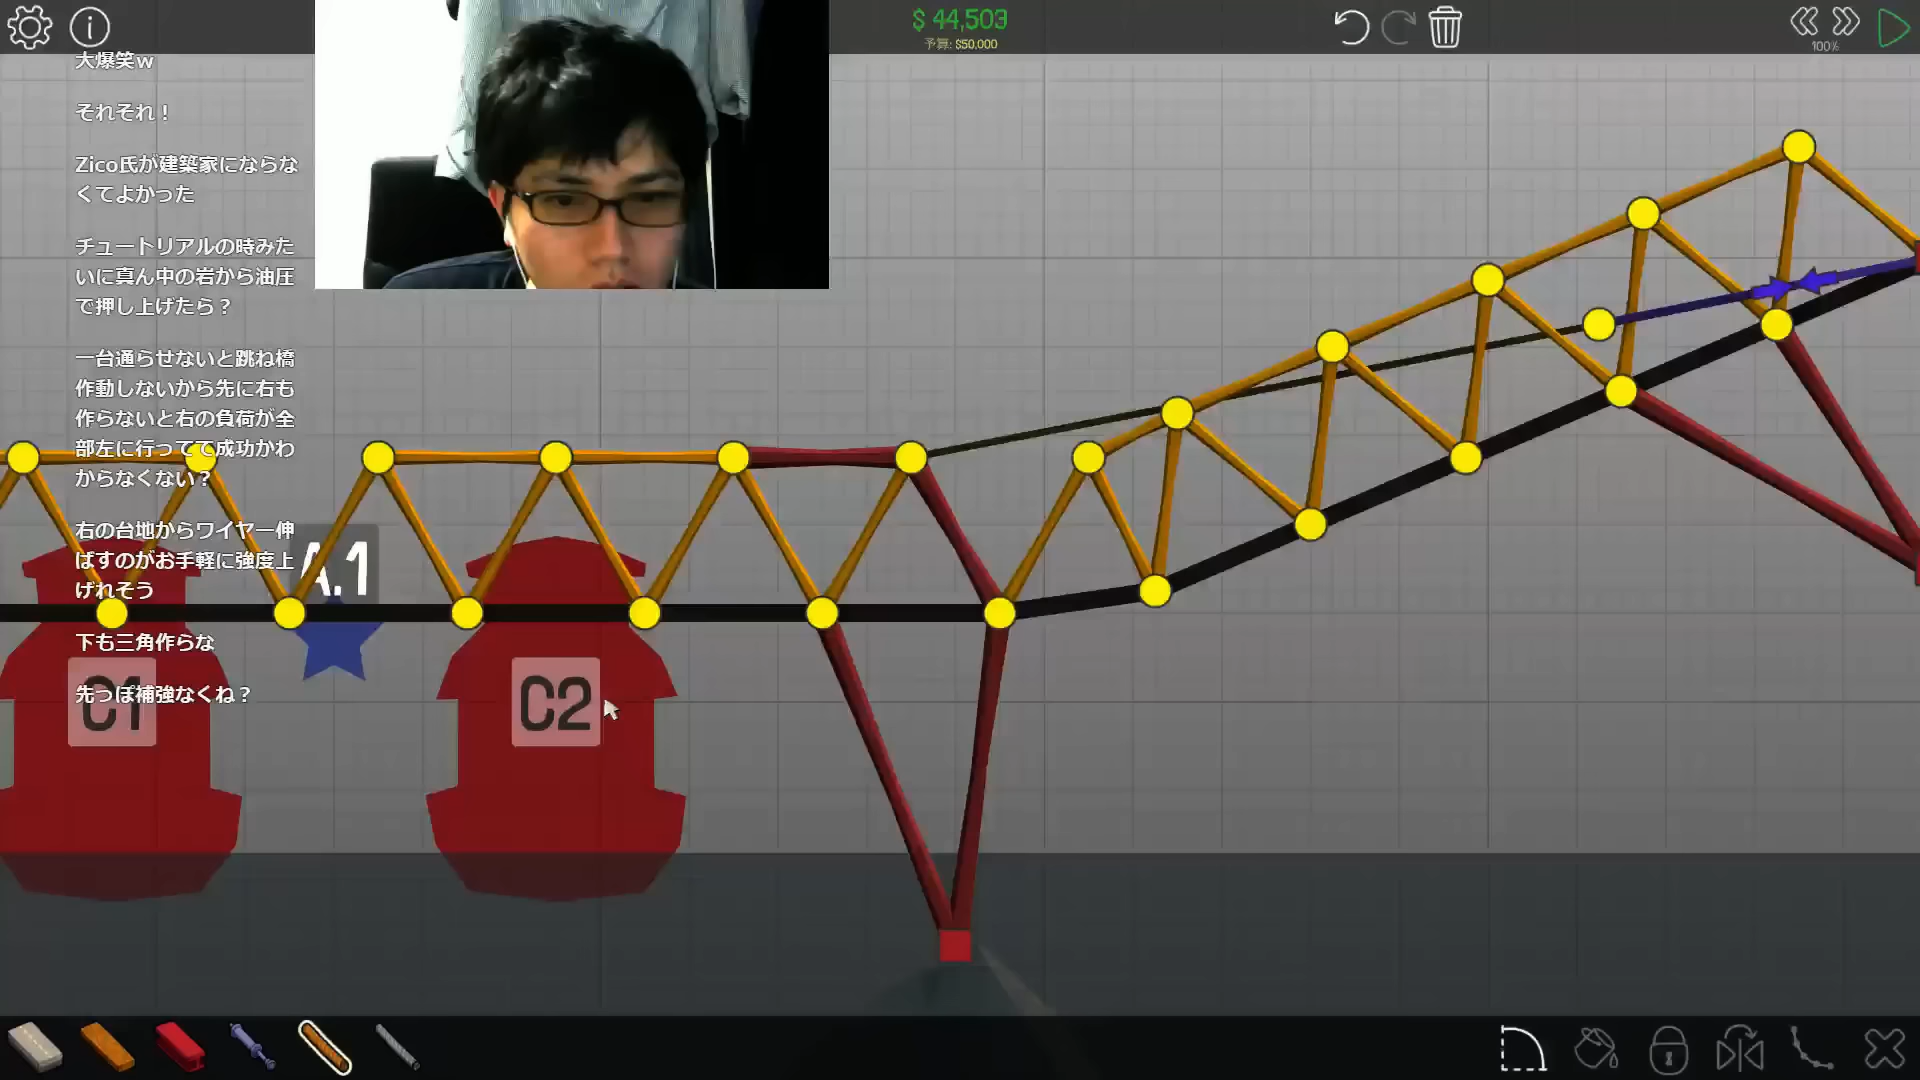 $ 44,503
予算: $50,000
100%
大爆笑w
それそれ！
Zico氏が建築家にならな
くてよかった
チュートリアルの時みた
いに真ん中の岩から油圧
で押し上げたら？
一台通らせないと跳ね橋
作動しないから先に右も
作らないと右の負荷が全
部左に行ってて成功かわ
からなくない？
右の台地からワイヤー伸
ばすのがお手軽に強度上
げれそう
下も三角作らな
先っぽ補強なくね？
A.1
C1
C2